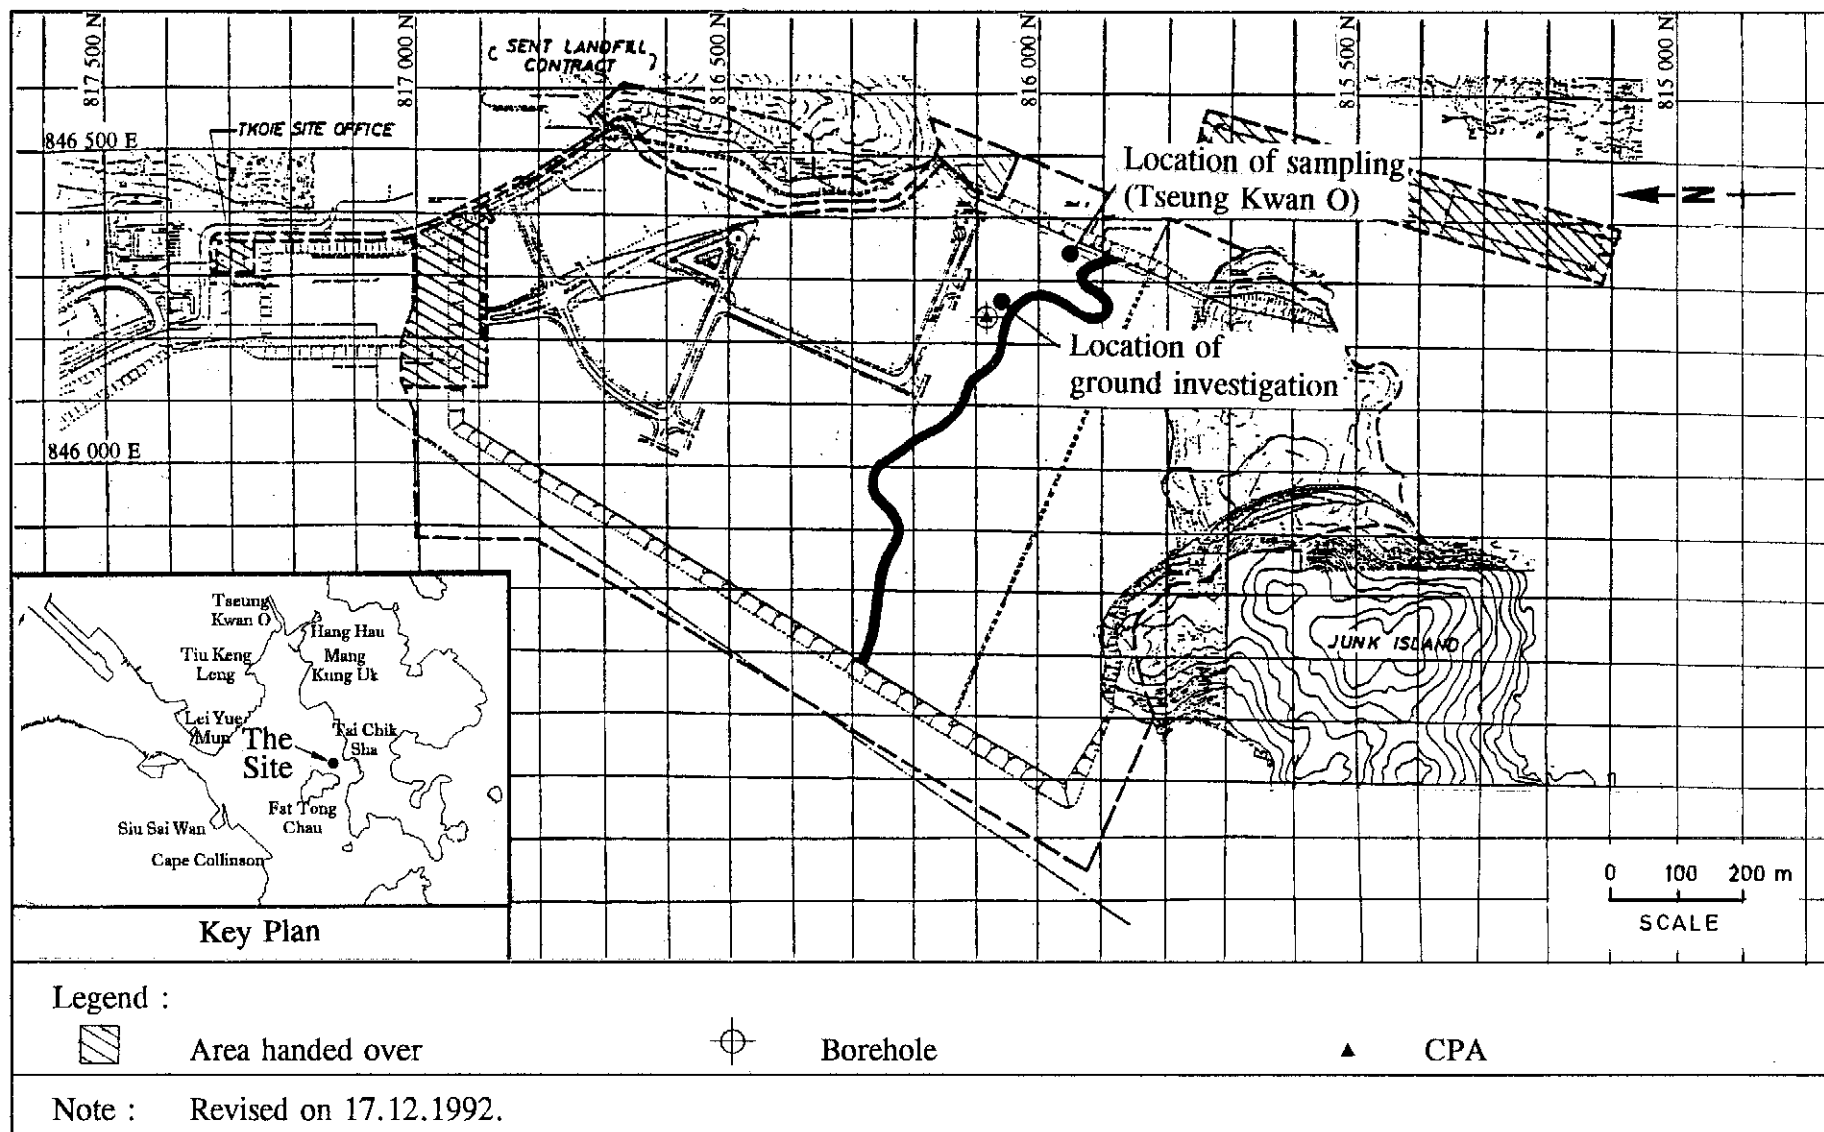 817 500 N
817 000 N
816 500 N
816 000 N
815 500 N
815 000 N
( SENT LANDFILL )
CONTRACT
TKOIE SITE OFFICE
846 500 E
846 000 E
Location of sampling
(Tseung Kwan O)
N
Location of
ground investigation
JUNK ISLAND
Tseung
Kwan O
Hang Hau
Tiu Keng
Leng
Mang
Kung Uk
Lei Yue
Mun
The
Site
Tai Chik
Sha
Fat Tong
Chau
Siu Sai Wan
Cape Collinson
Key Plan
0 100 200 m
SCALE
Legend :
Area handed over
Borehole
CPA
Note : Revised on 17.12.1992.